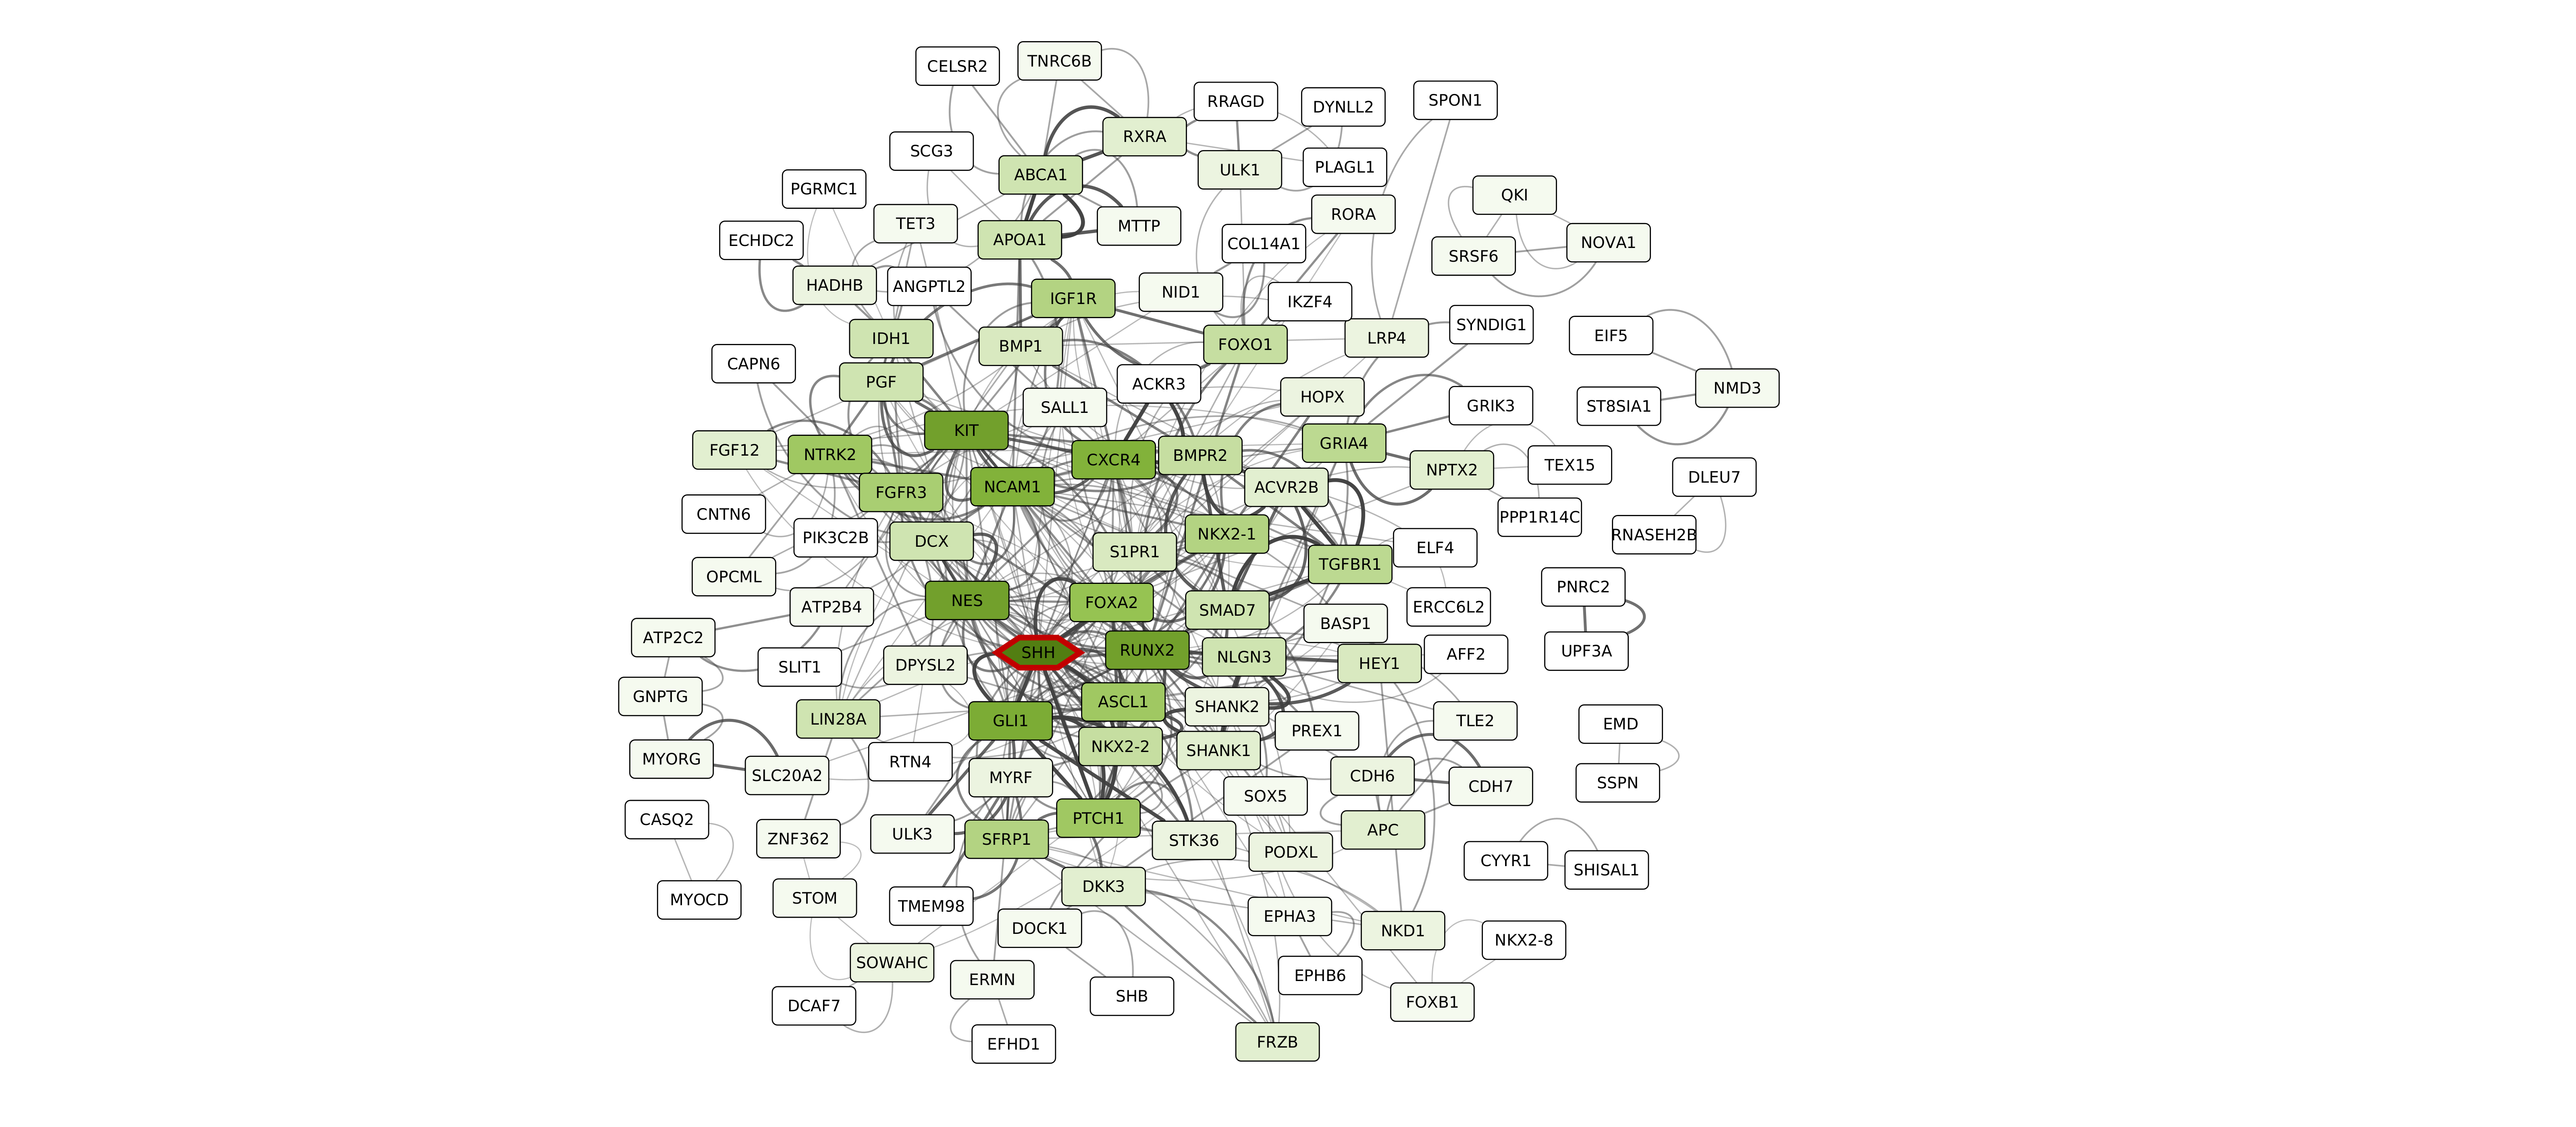 TNRC6B
CELSR2
SPON1
RRAGD
DYNLL2
RXRA
SCG3
PLAGL1
ULK1
ABCA1
PGRMC1
QKI
RORA
TET3
MTTP
APOA1
ECHDC2
NOVA1
COL14A1
SRSF6
HADHB
ANGPTL2
NID1
IGF1R
IKZF4
SYNDIG1
EIF5
IDH1
LRP4
FOXO1
BMP1
CAPN6
PGF
ACKR3
NMD3
HOPX
GRIK3
ST8SIA1
SALL1
KIT
GRIA4
FGF12
NTRK2
BMPR2
CXCR4
TEX15
NPTX2
DLEU7
NCAM1
ACVR2B
FGFR3
CNTN6
PPP1R14C
NKX2-1
RNASEH2B
PIK3C2B
DCX
ELF4
S1PR1
TGFBR1
OPCML
PNRC2
NES
FOXA2
ATP2B4
ERCC6L2
SMAD7
BASP1
ATP2C2
RUNX2
UPF3A
SHH
AFF2
NLGN3
HEY1
DPYSL2
SLIT1
GNPTG
ASCL1
SHANK2
LIN28A
GLI1
TLE2
EMD
PREX1
NKX2-2
SHANK1
MYORG
RTN4
SLC20A2
CDH6
MYRF
SSPN
CDH7
SOX5
PTCH1
CASQ2
APC
ULK3
ZNF362
SFRP1
STK36
PODXL
CYYR1
SHISAL1
DKK3
STOM
MYOCD
TMEM98
EPHA3
DOCK1
NKD1
NKX2-8
SOWAHC
EPHB6
ERMN
SHB
FOXB1
DCAF7
FRZB
EFHD1